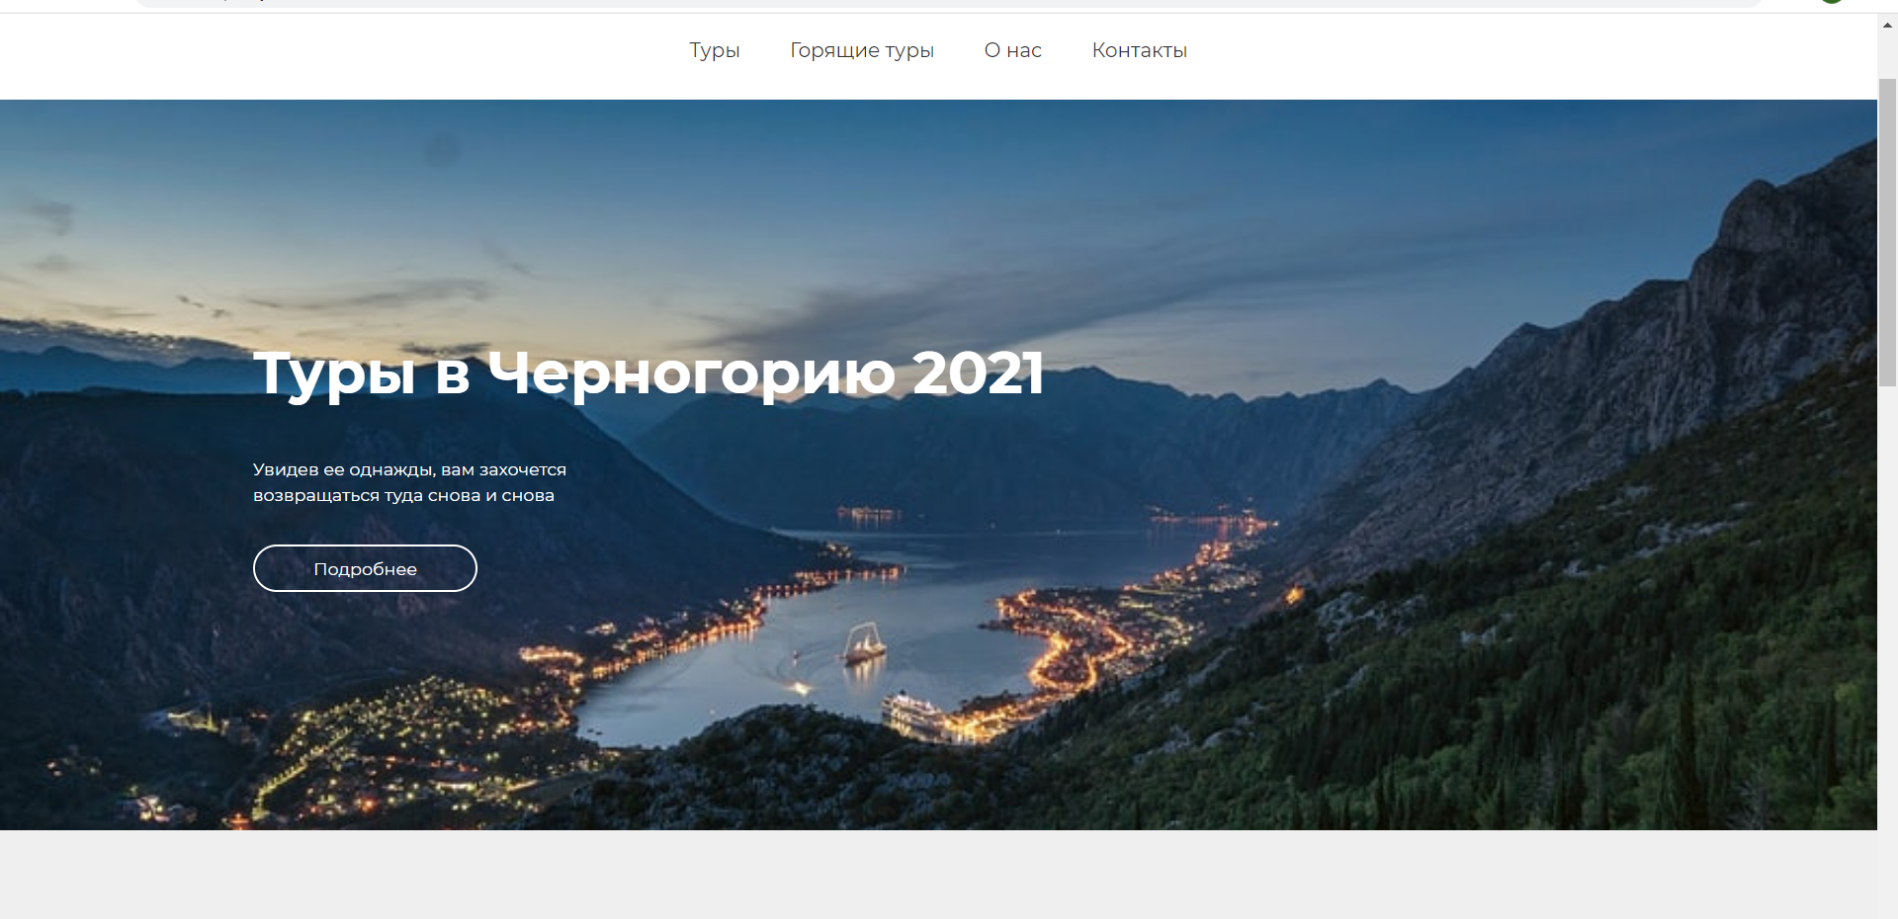 Туры Горящие туры О нас Контакты
Туры в Черногорию 2021
Увидев ее однажды, вам захочется
возвращаться туда снова и снова
Подробнее